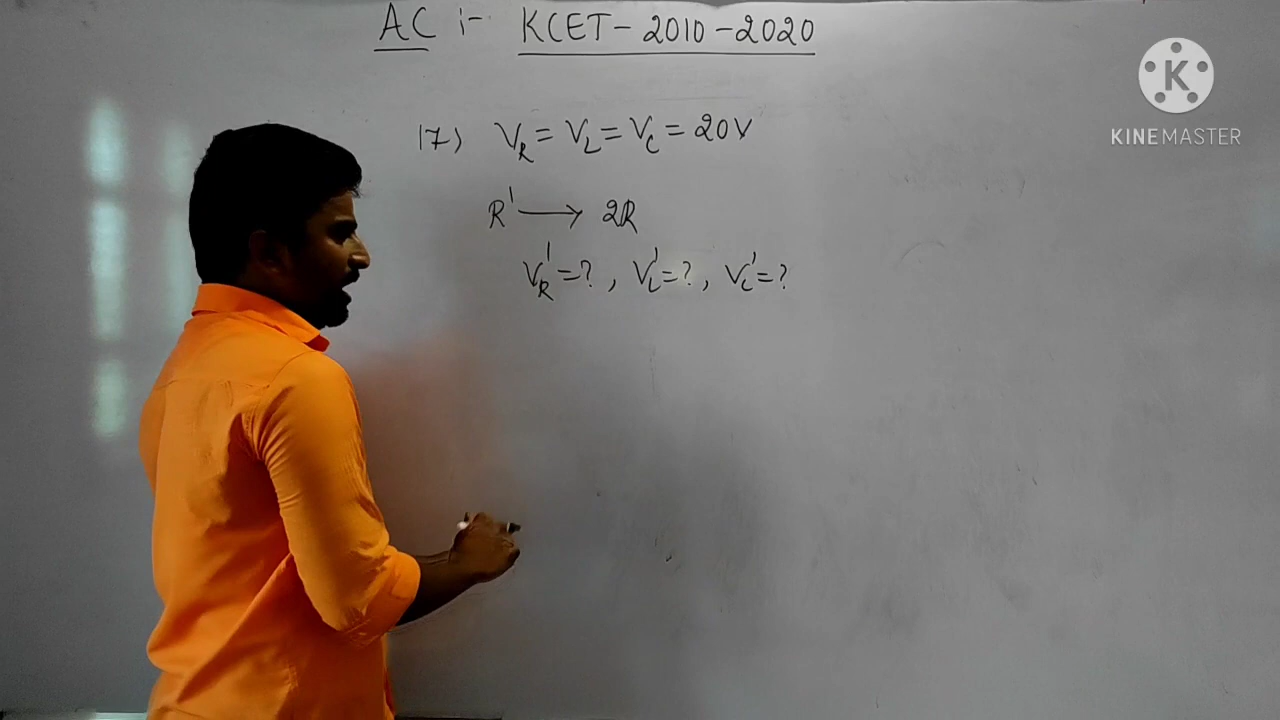 AC :- KCET - 2010 - 2020
K
KINEMASTER
17) V_R = V_L = V_C = 20V
R' → 2R
V_R' = ? , V_L' = ? , V_C' = ?